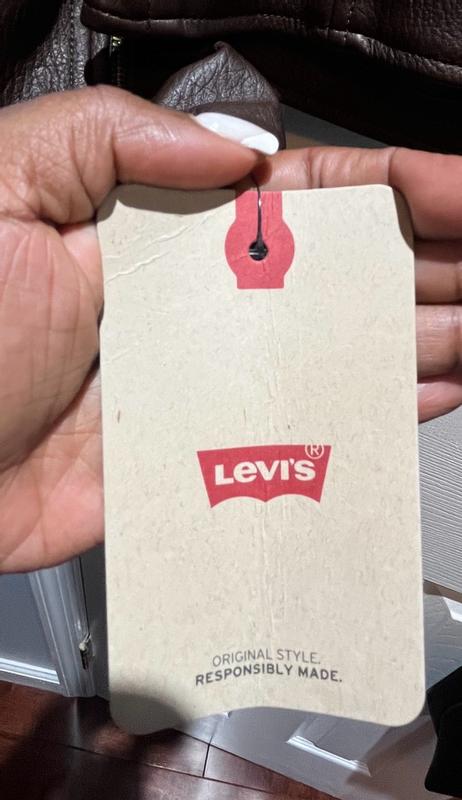 LEVI'S®
ORIGINAL STYLE.
RESPONSIBLY MADE.